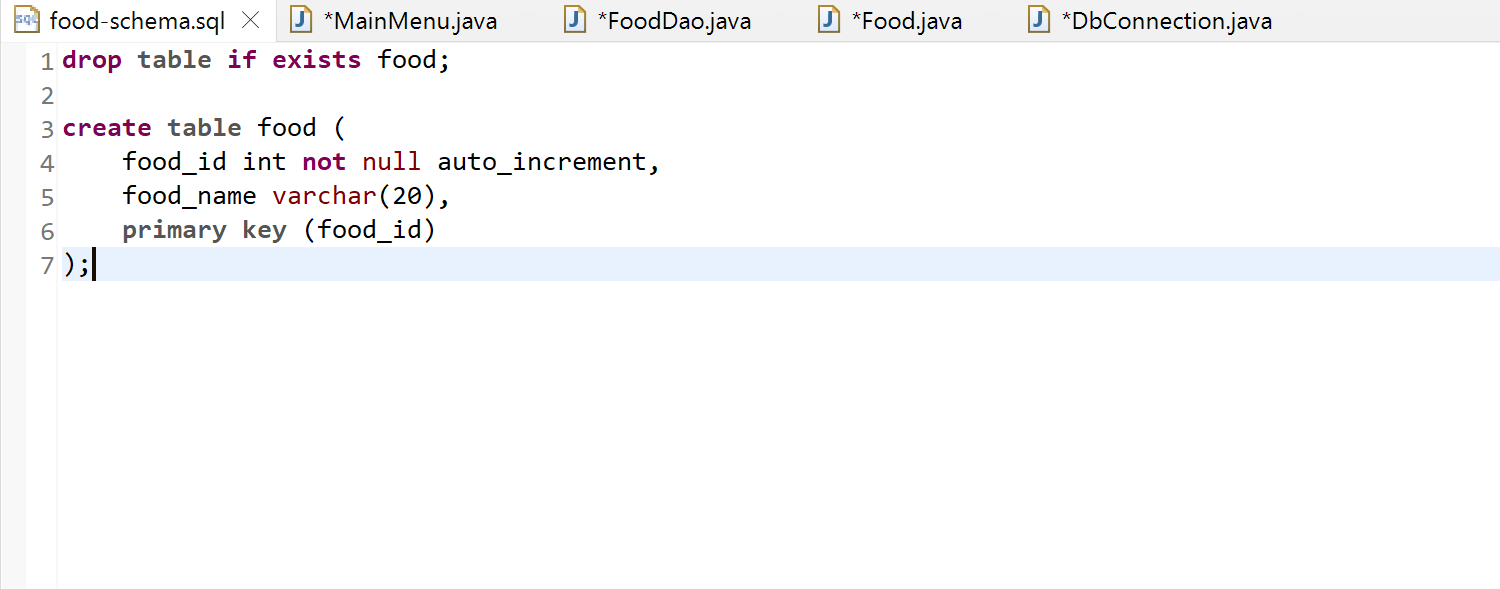 food-schema.sql *MainMenu.java *FoodDao.java *Food.java *DbConnection.java
1 drop table if exists food;
2
3 create table food (
4     food_id int not null auto_increment,
5     food_name varchar(20),
6     primary key (food_id)
7 );